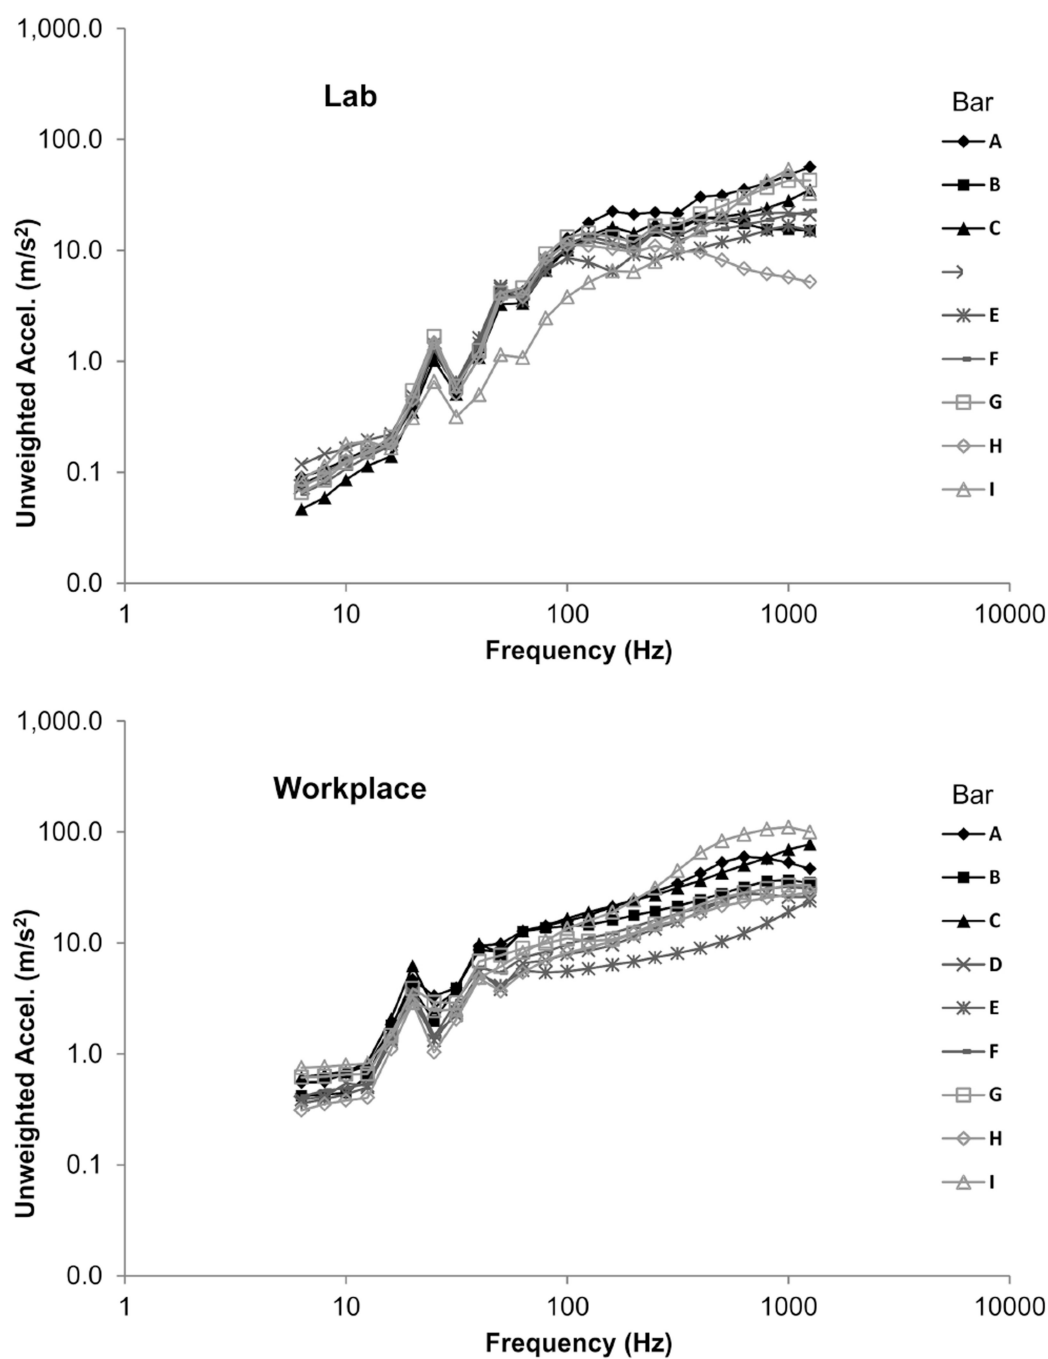 1,000.0
Lab
Bar
100.0
A
B
C
10.0
E
1.0
F
G
H
0.1
I
0.0
1 10 100 1000 10000
Unweighted Accel. (m/s²)
Frequency (Hz)
1,000.0
Workplace
Bar
100.0
A
B
C
10.0
D
E
1.0
F
G
H
0.1
I
0.0
1 10 100 1000 10000
Unweighted Accel. (m/s²)
Frequency (Hz)